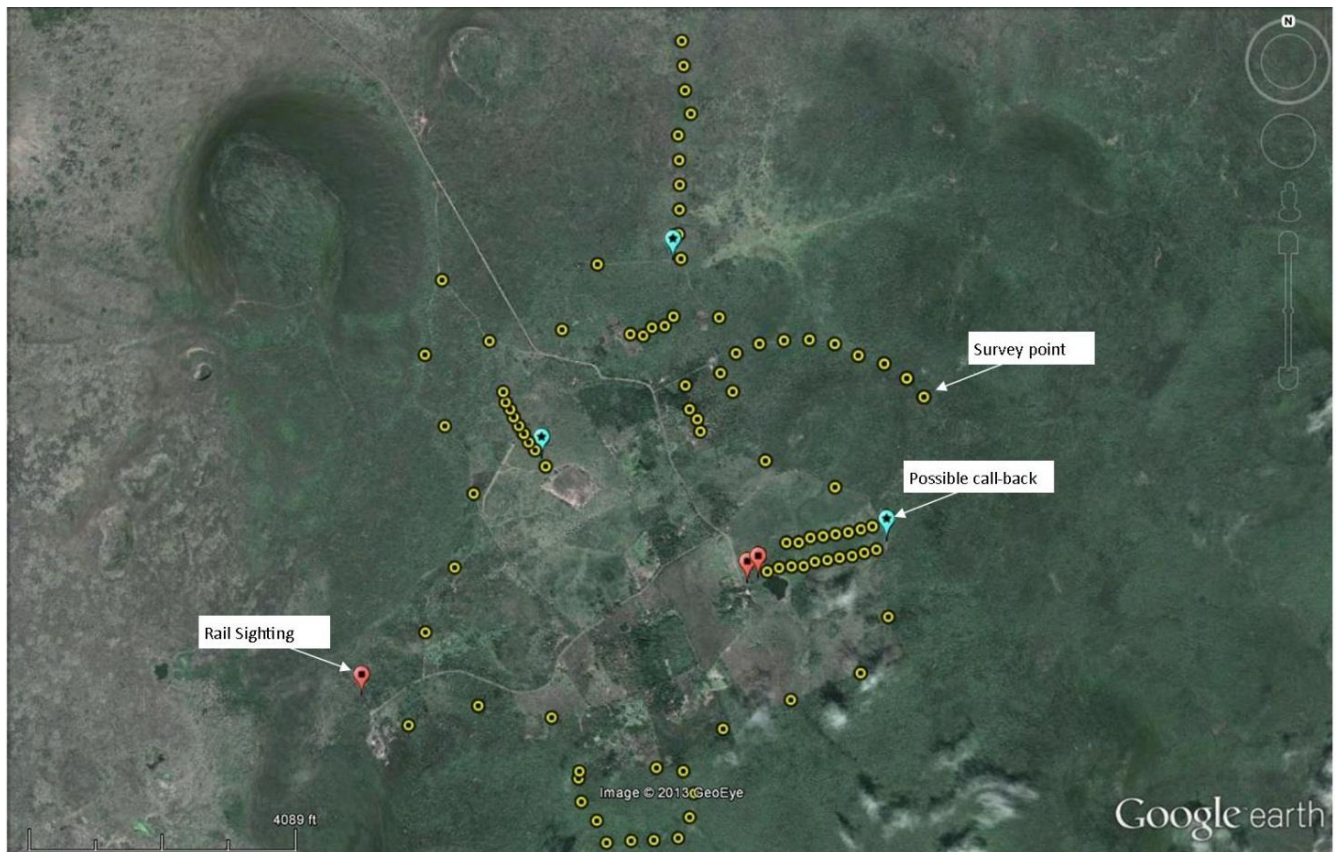 N
Survey point
Possible call-back
Rail Sighting
Image © 2013 GeoEye
4089 ft
Google earth